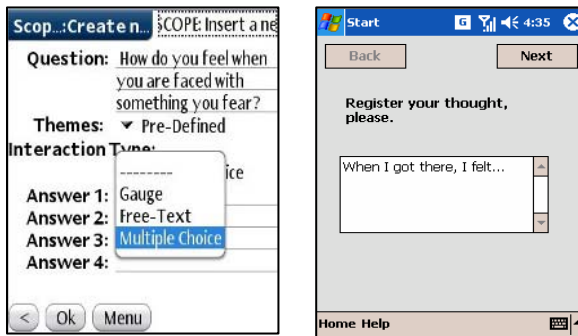 Scop...:Create n... SCOPE: Insert a ne
Question: How do you feel when
you are faced with
something you fear?
Themes: Pre-Defined
Interaction Type:
--------
ice
Gauge
Free-Text
Multiple Choice
Answer 1:
Answer 2:
Answer 3:
Answer 4:
< Ok Menu
Start G 4:35
Back Next
Register your thought,
please.
When I got there, I felt...
Home Help